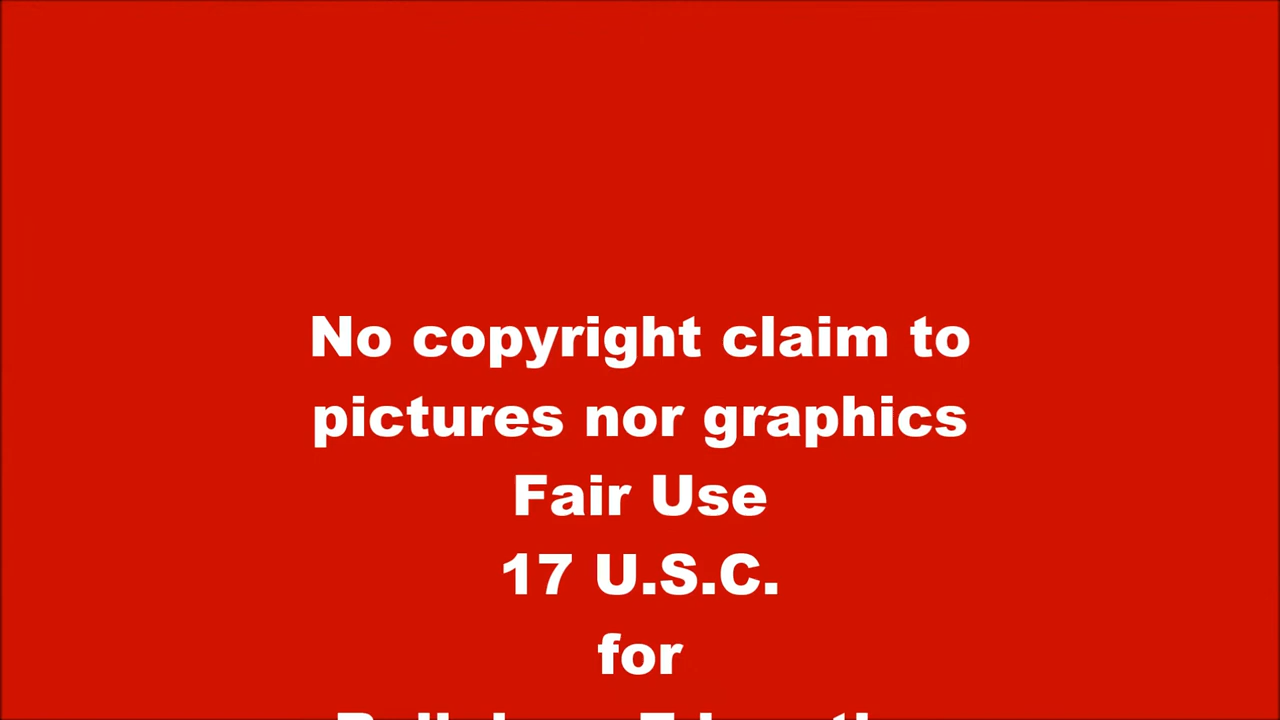 No copyright claim to
pictures nor graphics
Fair Use
17 U.S.C.
for